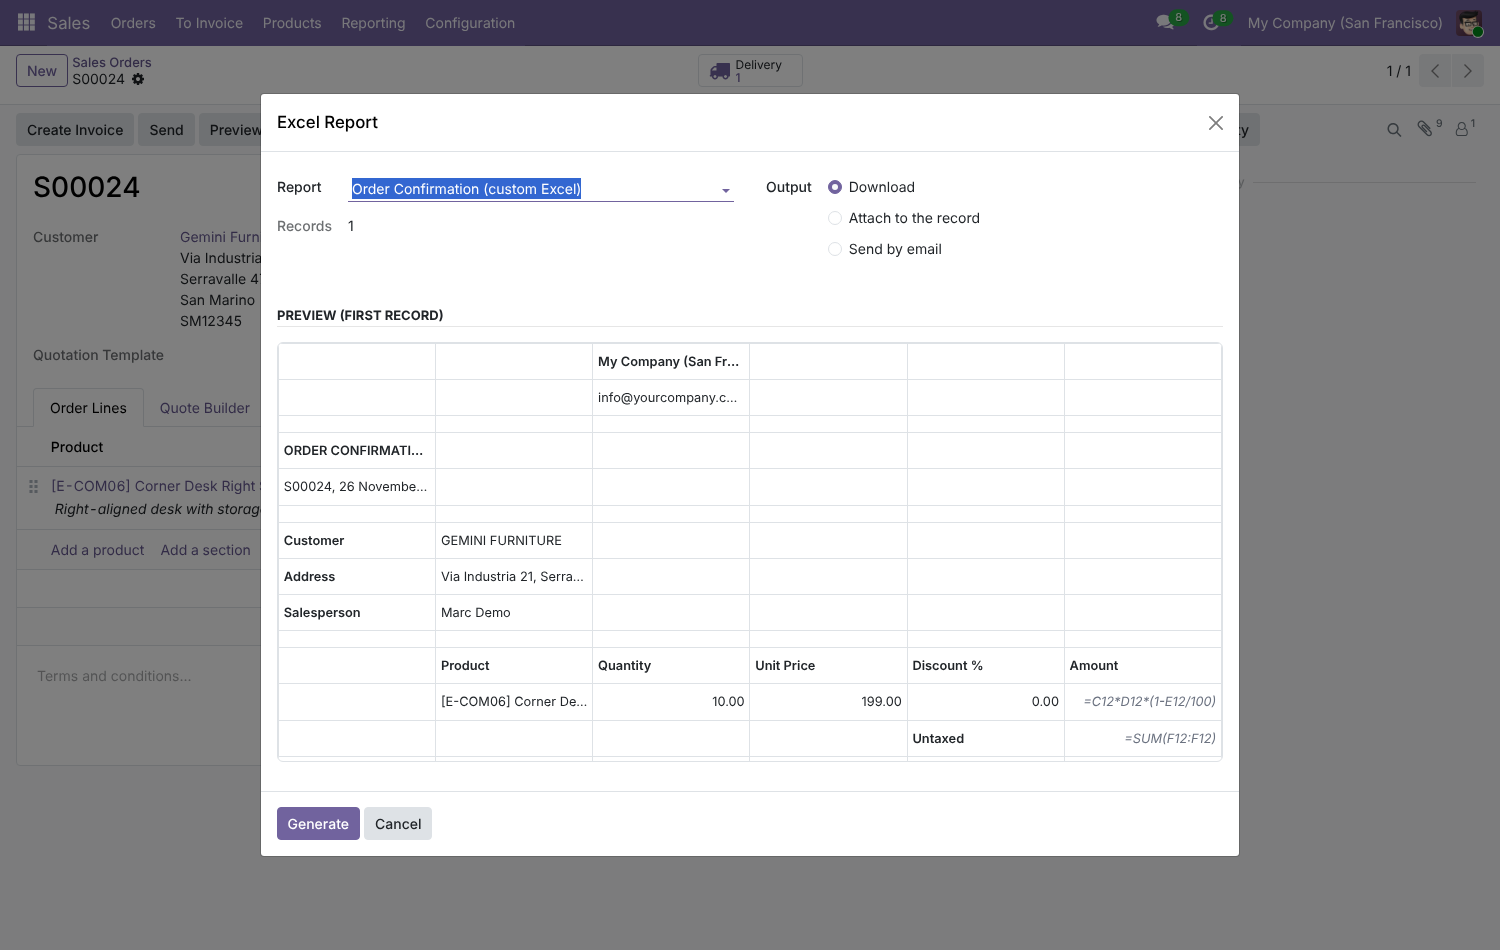 Sales Orders To Invoice Products Reporting Configuration 8 8 My Company (San Francisco)
New Sales Orders
S00024
Delivery
1
1 / 1
Create Invoice Send Preview
9 1
S00024
Customer Gemini Furn
Via Industria
Serravalle 4
San Marino
SM12345
Quotation Template
Order Lines Quote Builder
Product
[E-COM06] Corner Desk Right
Right-aligned desk with storag
Add a product Add a section
Terms and conditions...
Excel Report
Report Order Confirmation (custom Excel)
Records 1
Output Download
Attach to the record
Send by email
PREVIEW (FIRST RECORD)
My Company (San Fr...
info@yourcompany.c...
ORDER CONFIRMATI...
S00024, 26 Novembe...
Customer GEMINI FURNITURE
Address Via Industria 21, Serra...
Salesperson Marc Demo
Product Quantity Unit Price Discount % Amount
[E-COM06] Corner De... 10.00 199.00 0.00 =C12*D12*(1-E12/100)
Untaxed =SUM(F12:F12)
Generate Cancel